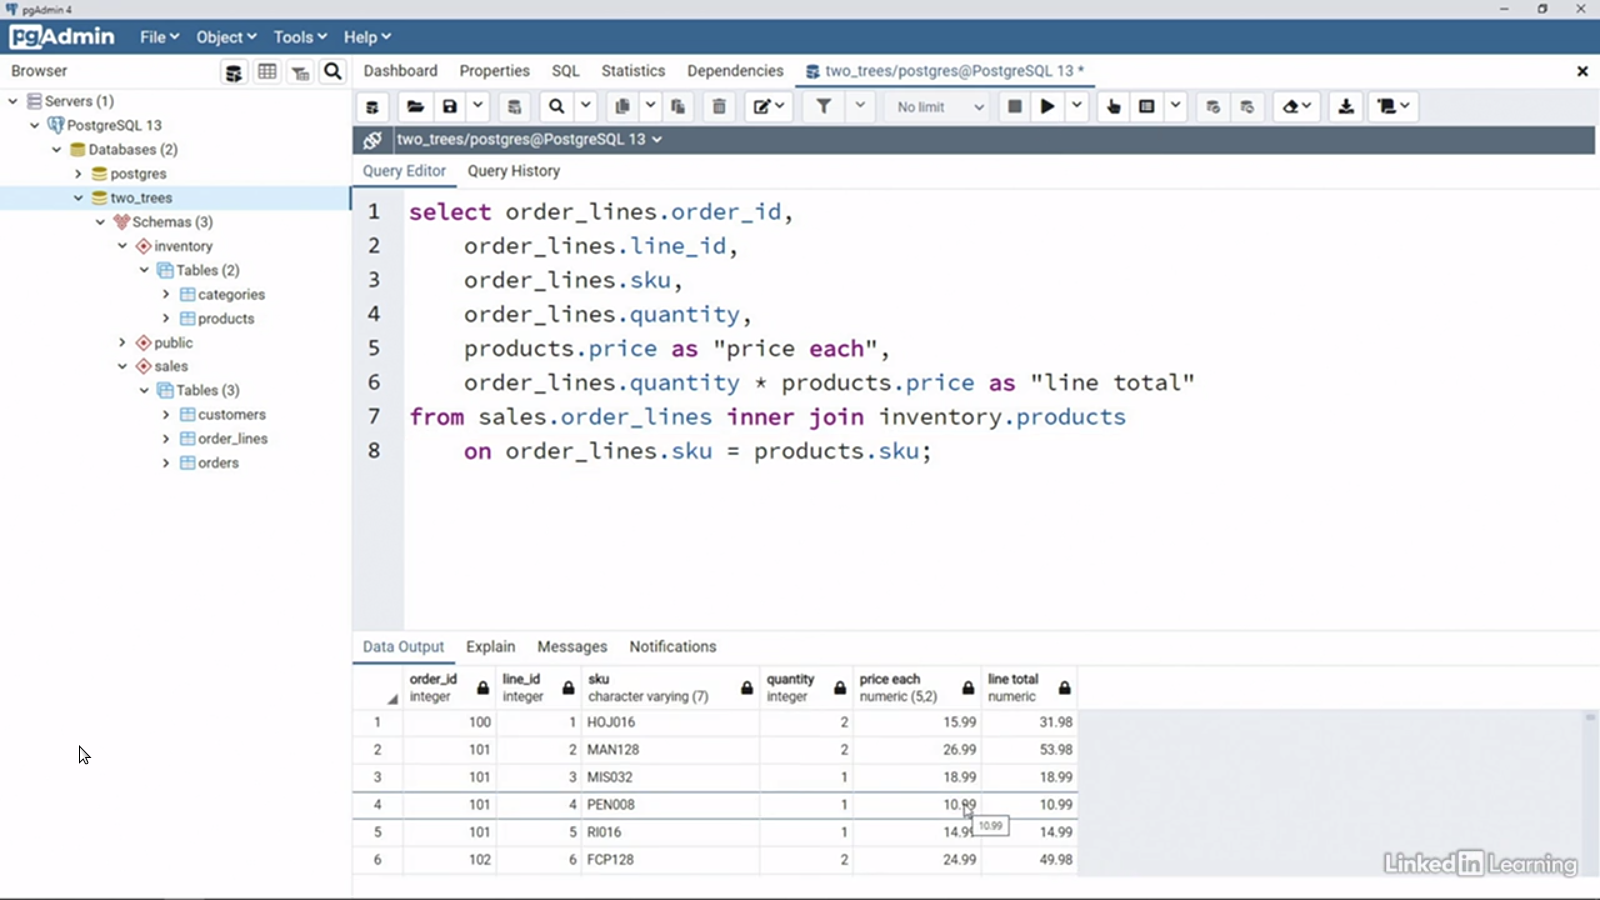 pgAdmin 4
pgAdmin File Object Tools Help
Browser
Dashboard Properties SQL Statistics Dependencies two_trees/postgres@PostgreSQL 13 *
No limit
two_trees/postgres@PostgreSQL 13
Query Editor Query History
Servers (1)
PostgreSQL 13
Databases (2)
postgres
two_trees
Schemas (3)
inventory
Tables (2)
categories
products
public
sales
Tables (3)
customers
order_lines
orders
1 select order_lines.order_id,
2 order_lines.line_id,
3 order_lines.sku,
4 order_lines.quantity,
5 products.price as "price each",
6 order_lines.quantity * products.price as "line total"
7 from sales.order_lines inner join inventory.products
8 on order_lines.sku = products.sku;
Data Output Explain Messages Notifications
order_id line_id sku quantity price each line total
integer integer character varying (7) integer numeric (5,2) numeric
1 100 1 HOJ016 2 15.99 31.98
2 101 2 MAN128 2 26.99 53.98
3 101 3 MIS032 1 18.99 18.99
4 101 4 PEN008 1 10.99 10.99
10.99
5 101 5 RI016 1 14.99 14.99
6 102 6 FCP128 2 24.99 49.98
Linked in Learning